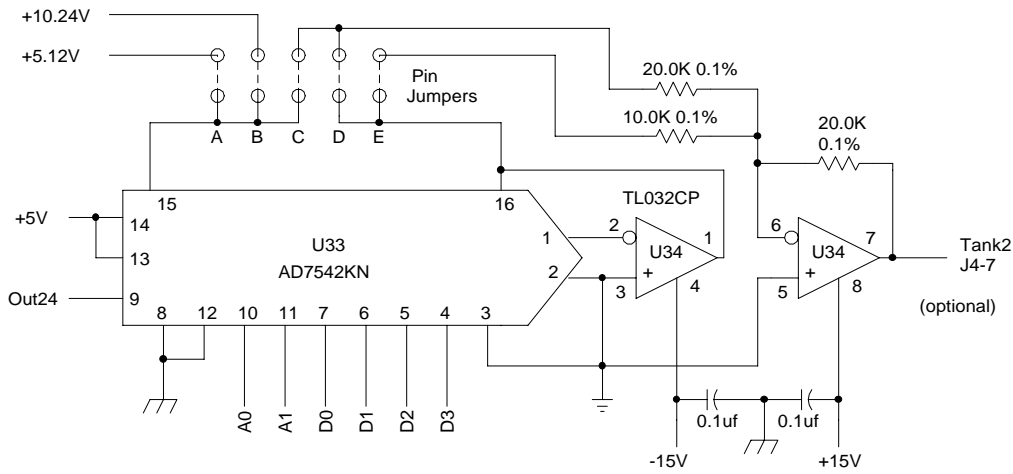 +10.24V
+5.12V
Pin
Jumpers
A B C D E
20.0K 0.1%
10.0K 0.1%
20.0K
0.1%
15
16
TL032CP
+5V
14
13
U33
AD7542KN
1
2
2
3
+
U34
1
4
6
5
+
U34
7
8
Tank2
J4-7
(optional)
Out24
9
8 12 10 11 7 6 5 4 3
A0 A1 D0 D1 D2 D3
0.1uf
0.1uf
-15V
+15V